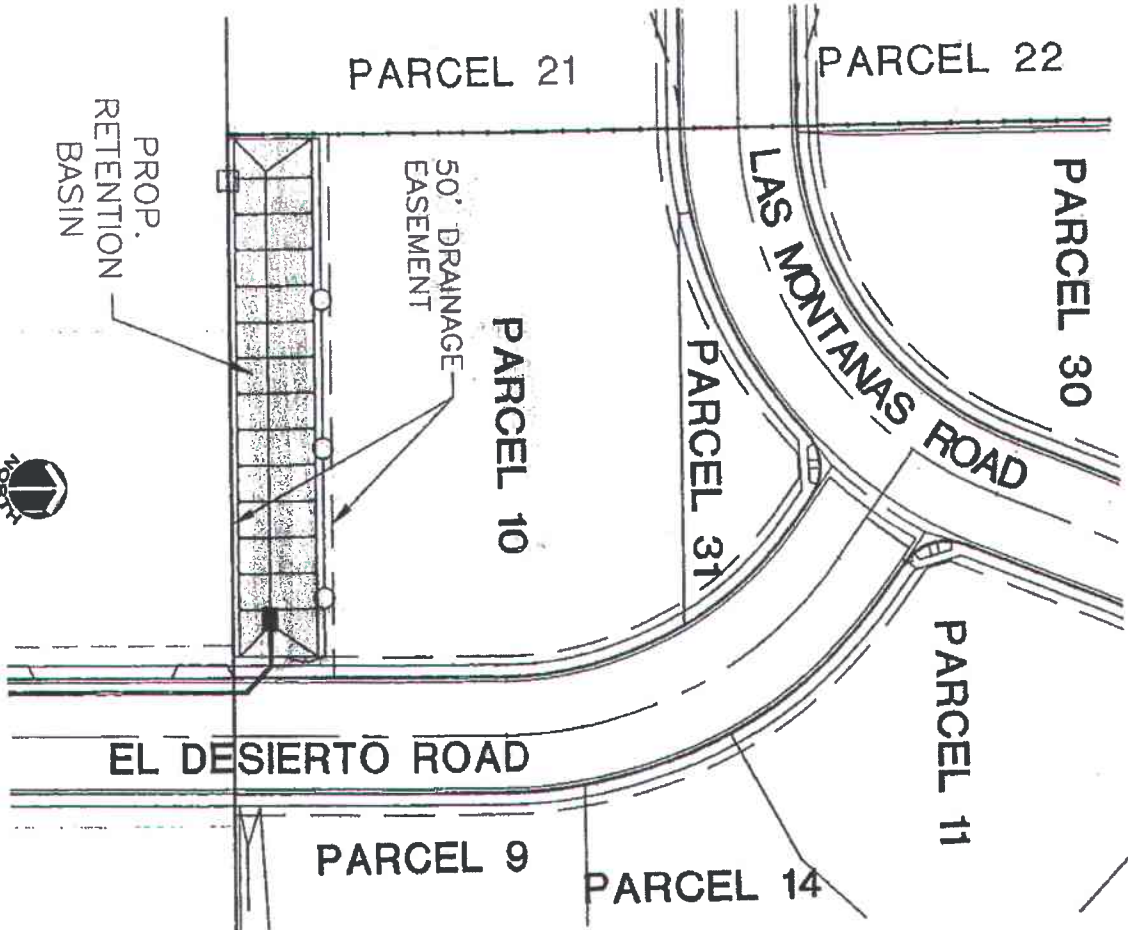 PARCEL 21
PARCEL 22
PROP.
RETENTION
BASIN
50' DRAINAGE
EASEMENT
LAS MONTANAS ROAD
PARCEL 30
PARCEL 10
PARCEL 31
NORTH
PARCEL 11
EL DESIERTO ROAD
PARCEL 9
PARCEL 14